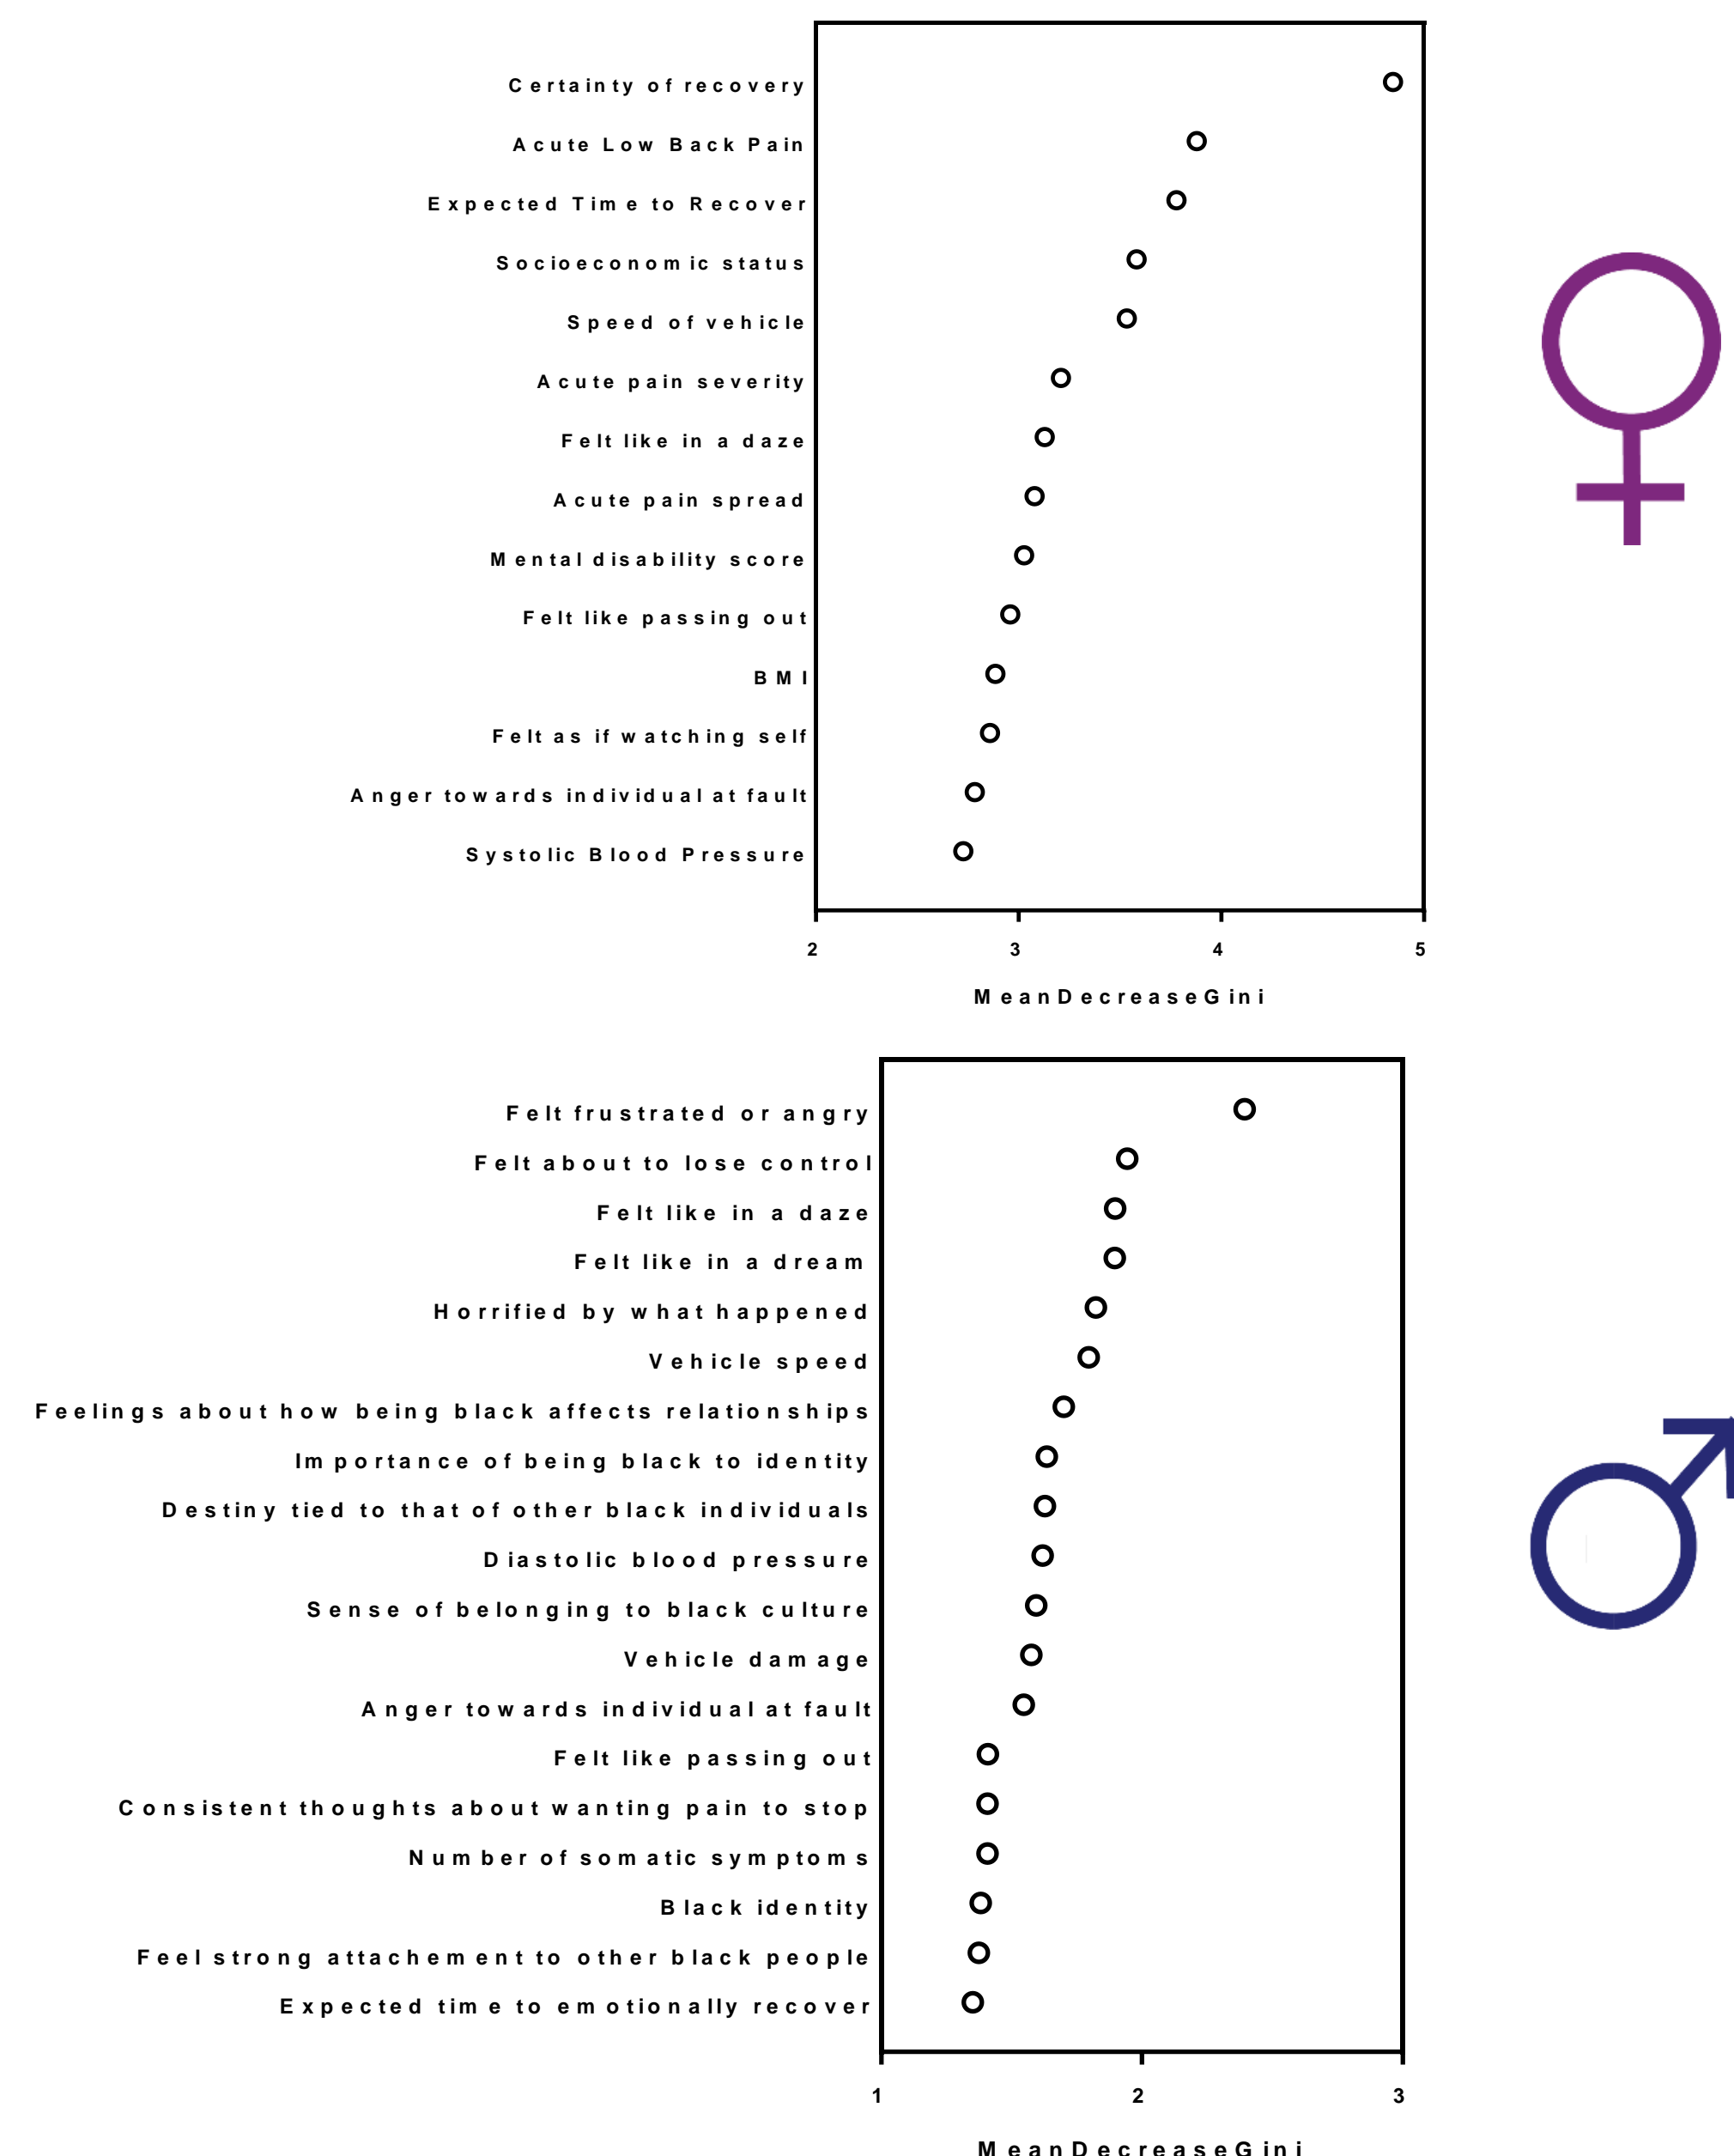 Certainty of recovery
Acute Low Back Pain
Expected Time to Recover
Socioeconomic status
Speed of vehicle
Acute pain severity
Felt like in a daze
Acute pain spread
Mental disability score
Felt like passing out
BMI
Felt as if watching self
Anger towards individual at fault
Systolic Blood Pressure
2 3 4 5
MeanDecreaseGini
Felt frustrated or angry
Felt about to lose control
Felt like in a daze
Felt like in a dream
Horrified by what happened
Vehicle speed
Feelings about how being black affects relationships
Importance of being black to identity
Destiny tied to that of other black individuals
Diastolic blood pressure
Sense of belonging to black culture
Vehicle damage
Anger towards individual at fault
Felt like passing out
Consistent thoughts about wanting pain to stop
Number of somatic symptoms
Black identity
Feel strong attachement to other black people
Expected time to emotionally recover
1 2 3
MeanDecreaseGini